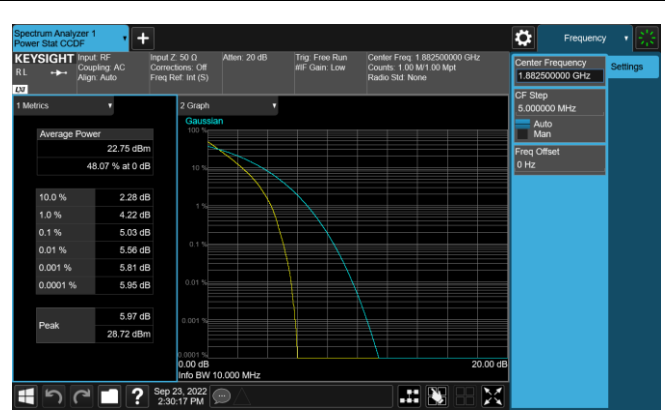 Spectrum Analyzer 1
Power Stat CCDF
+
Frequency
KEYSIGHT
RL
LXI
Input: RF
Coupling: AC
Align: Auto
Input Z: 50 Ω
Corrections: Off
Freq Ref: Int (S)
Atten: 20 dB
Trig: Free Run
#IF Gain: Low
Center Freq: 1.882500000 GHz
Counts: 1.00 M/1.00 Mpt
Radio Std: None
Center Frequency
1.882500000 GHz
Settings
CF Step
5.000000 MHz
Auto
Man
Freq Offset
0 Hz
1 Metrics
Average Power
22.75 dBm
48.07 % at 0 dB
10.0 % 2.28 dB
1.0 % 4.22 dB
0.1 % 5.03 dB
0.01 % 5.56 dB
0.001 % 5.81 dB
0.0001 % 5.95 dB
Peak
5.97 dB
28.72 dBm
2 Graph
Gaussian
100 %
10 %
1 %
0.1 %
0.01 %
0.001 %
0.0001 %
0.00 dB 20.00 dB
Info BW 10.000 MHz
? Sep 23, 2022
2:30:17 PM